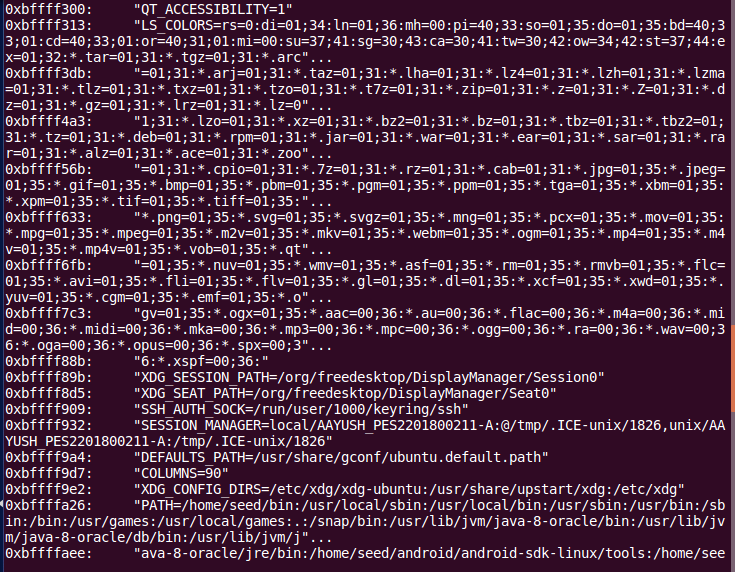 0xbffff300:     "QT_ACCESSIBILITY=1"
0xbffff313:     "LS_COLORS=rs=0:di=01;34:ln=01;36:mh=00:pi=40;33:so=01;35:do=01;35:bd=40;3
3;01:cd=40;33;01:or=40;31;01:mi=00:su=37;41:sg=30;43:ca=30;41:tw=30;42:ow=34;42:st=37;44:e
x=01;32:*.tar=01;31:*.tgz=01;31:*.arc"...
0xbffff3db:     "=01;31:*.arj=01;31:*.taz=01;31:*.lha=01;31:*.lz4=01;31:*.lzh=01;31:*.lzma
=01;31:*.tlz=01;31:*.txz=01;31:*.tzo=01;31:*.t7z=01;31:*.zip=01;31:*.z=01;31:*.Z=01;31:*.d
z=01;31:*.gz=01;31:*.lrz=01;31:*.lz=0"...
0xbffff4a3:     "1;31:*.lzo=01;31:*.xz=01;31:*.bz2=01;31:*.bz=01;31:*.tbz=01;31:*.tbz2=01;
31:*.tz=01;31:*.deb=01;31:*.rpm=01;31:*.jar=01;31:*.war=01;31:*.ear=01;31:*.sar=01;31:*.ra
r=01;31:*.alz=01;31:*.ace=01;31:*.zoo"...
0xbffff56b:     "=01;31:*.cpio=01;31:*.7z=01;31:*.rz=01;31:*.cab=01;31:*.jpg=01;35:*.jpeg=
01;35:*.gif=01;35:*.bmp=01;35:*.pbm=01;35:*.pgm=01;35:*.ppm=01;35:*.tga=01;35:*.xbm=01;35:
*.xpm=01;35:*.tif=01;35:*.tiff=01;35:"...
0xbffff633:     "*.png=01;35:*.svg=01;35:*.svgz=01;35:*.mng=01;35:*.pcx=01;35:*.mov=01;35:
*.mpg=01;35:*.mpeg=01;35:*.m2v=01;35:*.mkv=01;35:*.webm=01;35:*.ogm=01;35:*.mp4=01;35:*.m4
v=01;35:*.mp4v=01;35:*.vob=01;35:*.qt"...
0xbffff6fb:     "=01;35:*.nuv=01;35:*.wmv=01;35:*.asf=01;35:*.rm=01;35:*.rmvb=01;35:*.flc=
01;35:*.avi=01;35:*.fli=01;35:*.flv=01;35:*.gl=01;35:*.dl=01;35:*.xcf=01;35:*.xwd=01;35:*.
yuv=01;35:*.cgm=01;35:*.emf=01;35:*.o"...
0xbffff7c3:     "gv=01;35:*.ogx=01;35:*.aac=00;36:*.au=00;36:*.flac=00;36:*.m4a=00;36:*.mi
d=00;36:*.midi=00;36:*.mka=00;36:*.mp3=00;36:*.mpc=00;36:*.ogg=00;36:*.ra=00;36:*.wav=00;3
6:*.oga=00;36:*.opus=00;36:*.spx=00;3"...
0xbffff88b:     "6:*.xspf=00;36:"
0xbffff89b:     "XDG_SESSION_PATH=/org/freedesktop/DisplayManager/Session0"
0xbffff8d5:     "XDG_SEAT_PATH=/org/freedesktop/DisplayManager/Seat0"
0xbffff909:     "SSH_AUTH_SOCK=/run/user/1000/keyring/ssh"
0xbffff932:     "SESSION_MANAGER=local/AAYUSH_PES2201800211-A:@/tmp/.ICE-unix/1826,unix/AA
YUSH_PES2201800211-A:/tmp/.ICE-unix/1826"
0xbffff9a4:     "DEFAULTS_PATH=/usr/share/gconf/ubuntu.default.path"
0xbffff9d7:     "COLUMNS=90"
0xbffff9e2:     "XDG_CONFIG_DIRS=/etc/xdg/xdg-ubuntu:/usr/share/upstart/xdg:/etc/xdg"
0xbffffa26:     "PATH=/home/seed/bin:/usr/local/sbin:/usr/local/bin:/usr/sbin:/usr/bin:/sb
in:/bin:/usr/games:/usr/local/games:.:/snap/bin:/usr/lib/jvm/java-8-oracle/bin:/usr/lib/jv
m/java-8-oracle/db/bin:/usr/lib/jvm/j"...
0xbffffaee:     "ava-8-oracle/jre/bin:/home/seed/android/android-sdk-linux/tools:/home/see